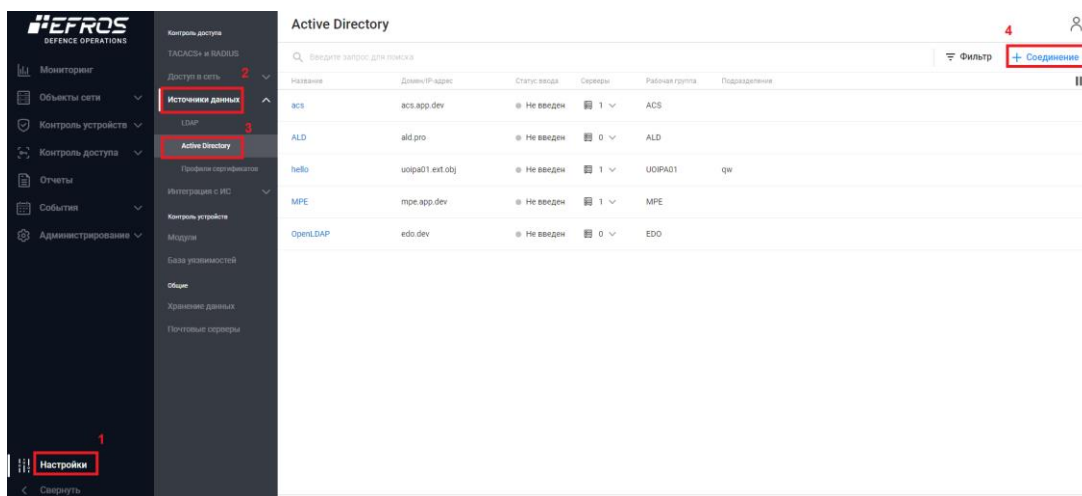 EFROS
DEFENCE OPERATIONS
Мониторинг
Объекты сети
Контроль устройств
Контроль доступа
Отчеты
События
Администрирование
1
Настройки
Свернуть
Контроль доступа
TACACS+ и RADIUS
Доступ в сеть
2
Источники данных
LDAP
3
Active Directory
Профили сертификатов
Интеграция с ИС
Контроль устройств
Модули
База уязвимостей
Общие
Хранение данных
Почтовые серверы
Active Directory
4
Введите запрос для поиска
Фильтр
+ Соединение
Название Домен/IP-адрес Статус ввода Серверы Рабочая группа Подразделение
acs acs.app.dev Не введен 1 ACS
ALD ald.pro Не введен 0 ALD
hello uoipa01.ext.obj Не введен 1 UOIPA01 qw
MPE mpe.app.dev Не введен 1 MPE
OpenLDAP edo.dev Не введен 0 EDO